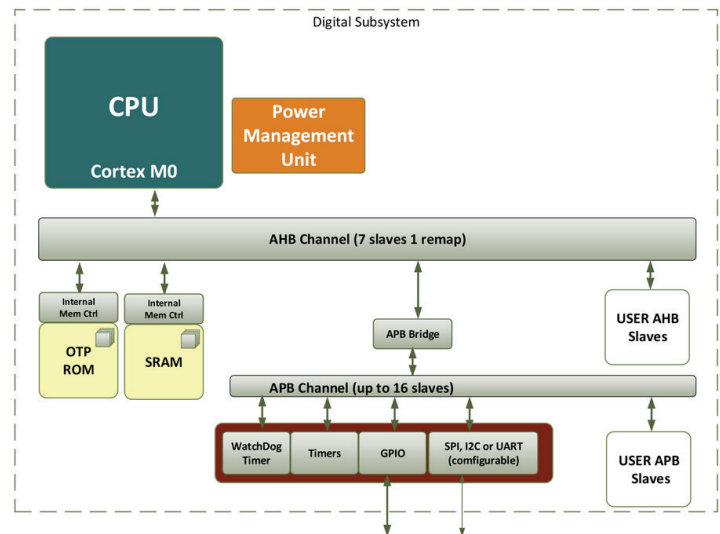 Digital Subsystem
CPU
Cortex M0
Power
Management
Unit
AHB Channel (7 slaves 1 remap)
Internal
Mem Ctrl
Internal
Mem Ctrl
OTP
ROM
SRAM
APB Bridge
USER AHB
Slaves
APB Channel (up to 16 slaves)
WatchDog
Timer
Timers
GPIO
SPI, I2C or UART
(configurable)
USER APB
Slaves